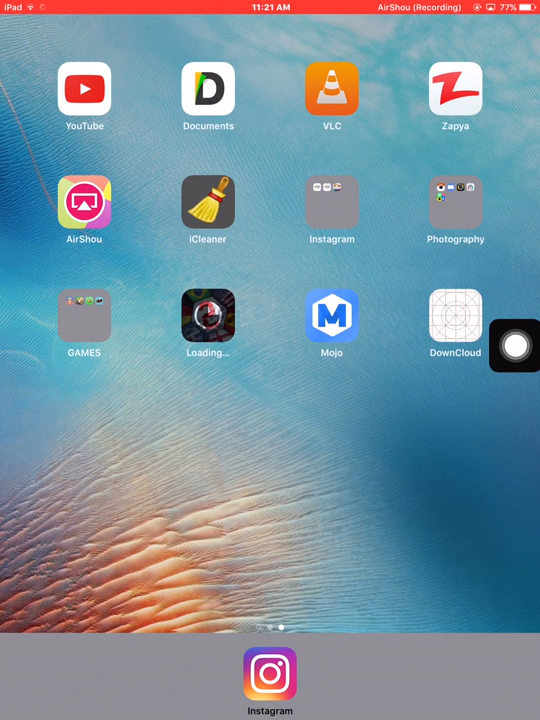 iPad 11:21 AM AirShou (Recording) 77%
YouTube Documents VLC Zapya
AirShou iCleaner Instagram Photography
GAMES Loading... Mojo DownCloud
Instagram